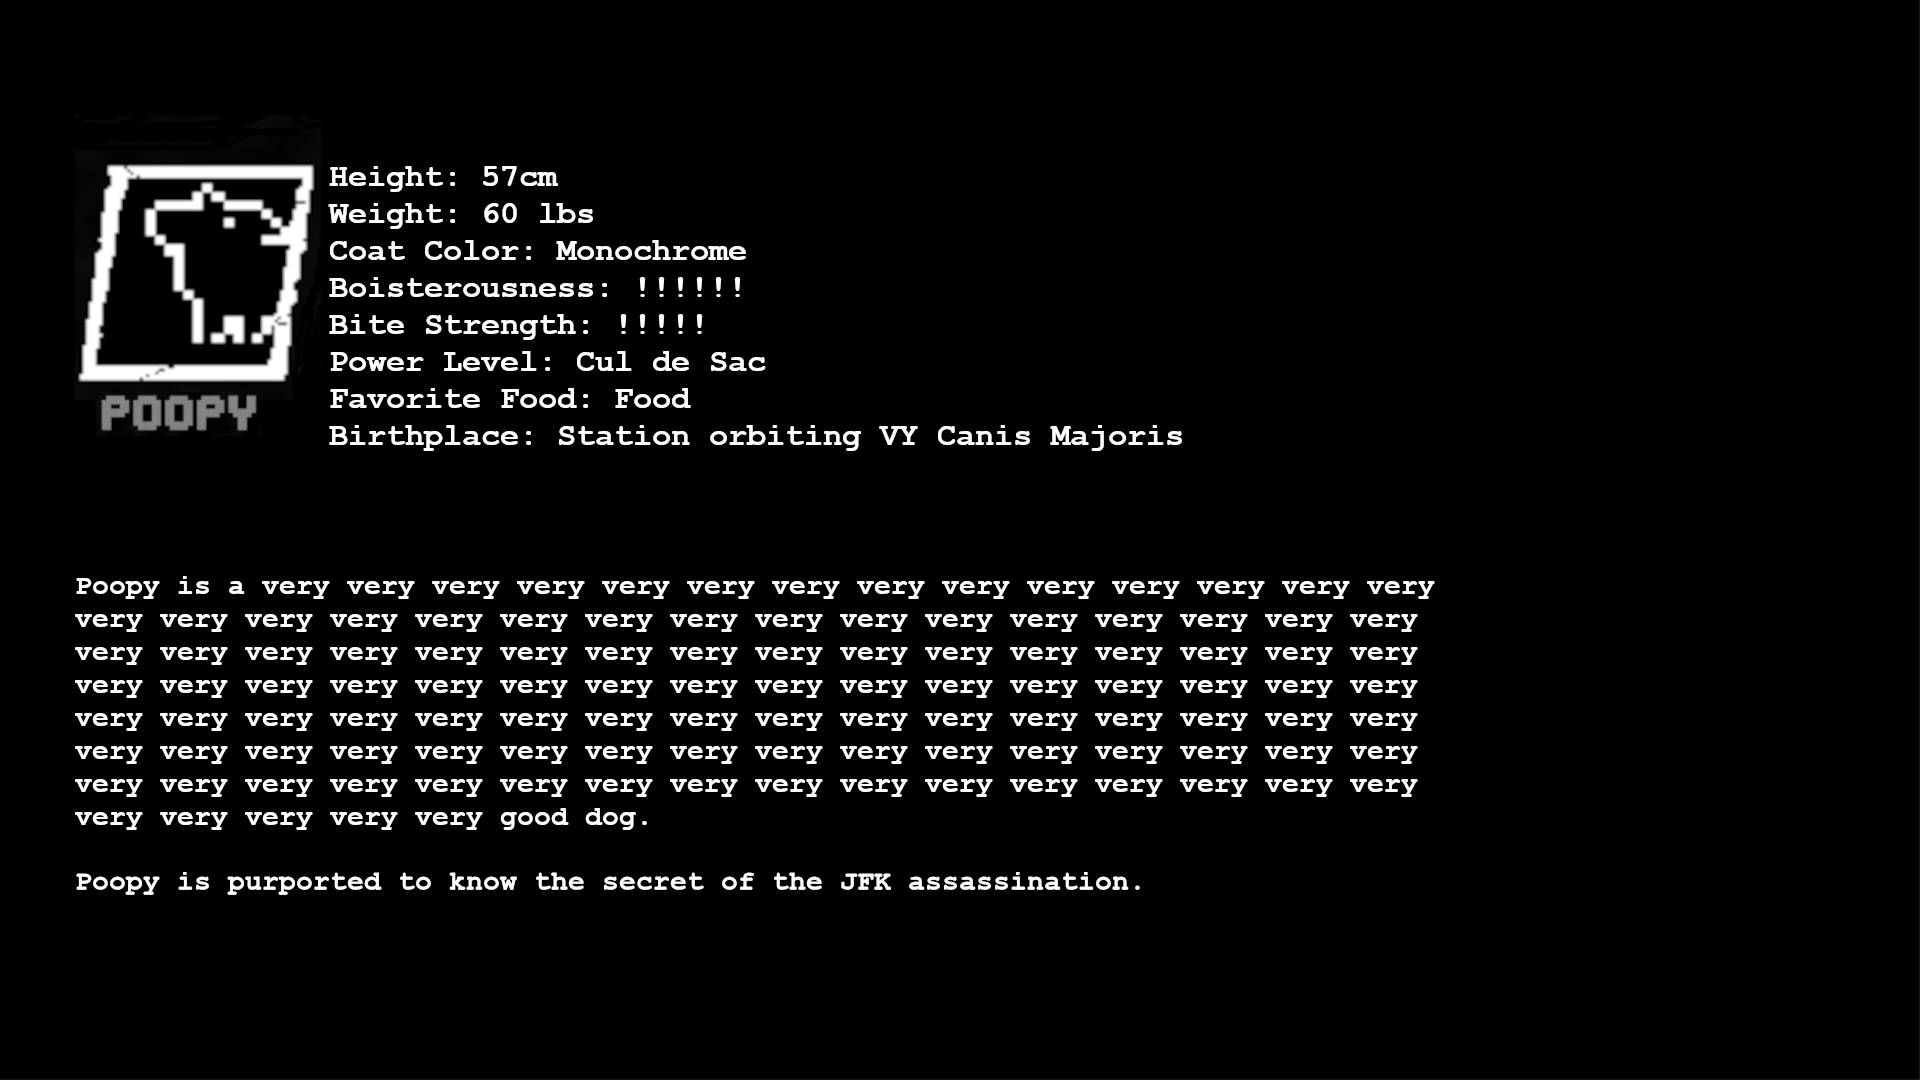 Height: 57cm
Weight: 60 lbs
Coat Color: Monochrome
Boisterousness: !!!!!!
Bite Strength: !!!!!
Power Level: Cul de Sac
Favorite Food: Food
Birthplace: Station orbiting VY Canis Majoris
POOPY
Poopy is a very very very very very very very very very very very very very very
very very very very very very very very very very very very very very very very
very very very very very very very very very very very very very very very very
very very very very very very very very very very very very very very very very
very very very very very very very very very very very very very very very very
very very very very very very very very very very very very very very very very
very very very very very very very very very very very very very very very very
very very very very very good dog.
Poopy is purported to know the secret of the JFK assassination.